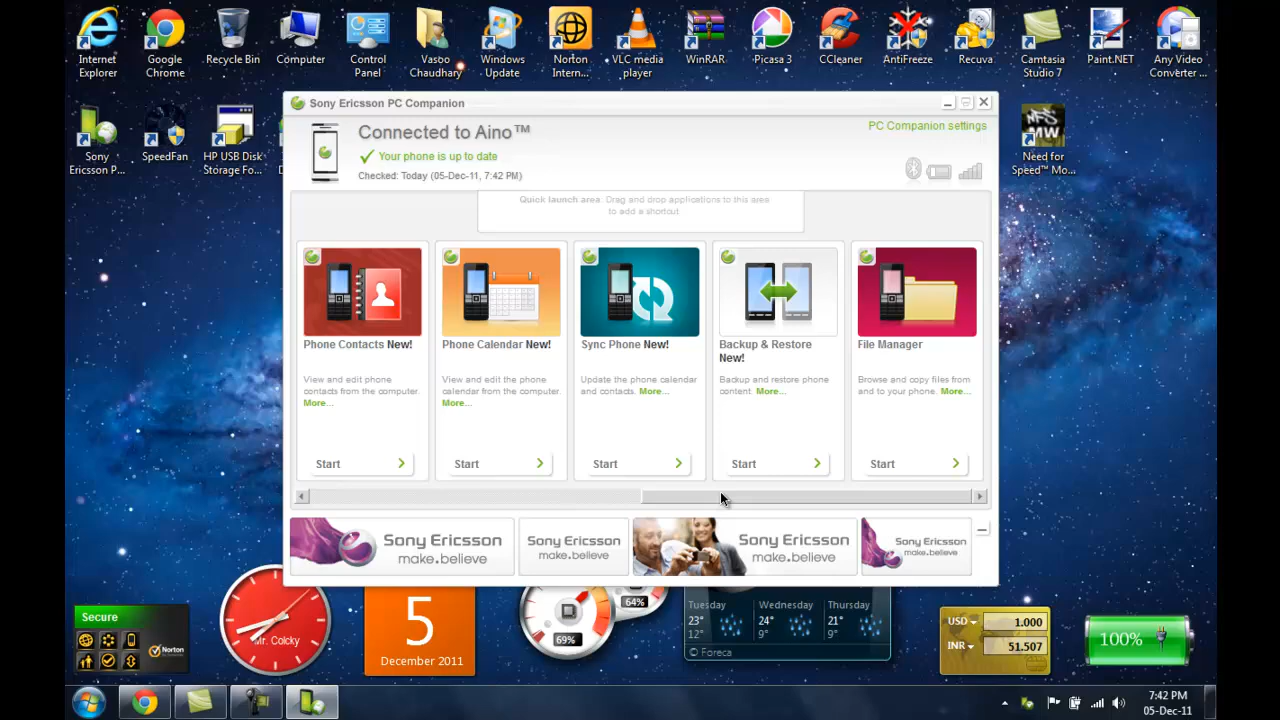 Internet
Explorer
Google
Chrome
Recycle Bin
Computer
Control
Panel
Vasoo
Chaudhary
Windows
Update
Norton
Intern...
VLC media
player
WinRAR
Picasa 3
CCleaner
AntiFreeze
Recuva
Camtasia
Studio 7
Paint.NET
Any Video
Converter ...
Sony
Ericsson P...
SpeedFan
HP USB Disk
Storage Fo...
NFS
MW
Need for
Speed™ Mo...
Sony Ericsson PC Companion
Connected to Aino™
PC Companion settings
Your phone is up to date
Checked: Today (05-Dec-11, 7:42 PM)
Quick launch area. Drag and drop applications to this area
to add a shortcut
Phone Contacts New!
View and edit phone
contacts from the computer.
More...
Start
Phone Calendar New!
View and edit the phone
calendar from the computer.
More...
Start
Sync Phone New!
Update the phone calendar
and contacts. More...
Start
Backup & Restore
New!
Backup and restore phone
content. More...
Start
File Manager
Browse and copy files from
and to your phone. More...
Start
Sony Ericsson
make.believe
Sony Ericsson
make.believe
Sony Ericsson
make.believe
Sony Ericsson
make.believe
Secure
Norton
Mr. Colcky
5
December 2011
69%
64%
Tuesday
23°
12°
Wednesday
24°
9°
Thursday
21°
9°
© Foreca
USD
1.000
INR
51.507
100%
7:42 PM
05-Dec-11